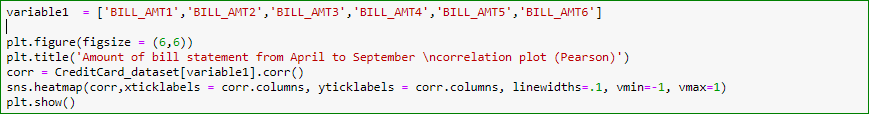 variable1  = ['BILL_AMT1','BILL_AMT2','BILL_AMT3','BILL_AMT4','BILL_AMT5','BILL_AMT6']
plt.figure(figsize = (6,6))
plt.title('Amount of bill statement from April to September \ncorrelation plot (Pearson)')
corr = CreditCard_dataset[variable1].corr()
sns.heatmap(corr,xticklabels = corr.columns, yticklabels = corr.columns, linewidths=.1, vmin=-1, vmax=1)
plt.show()